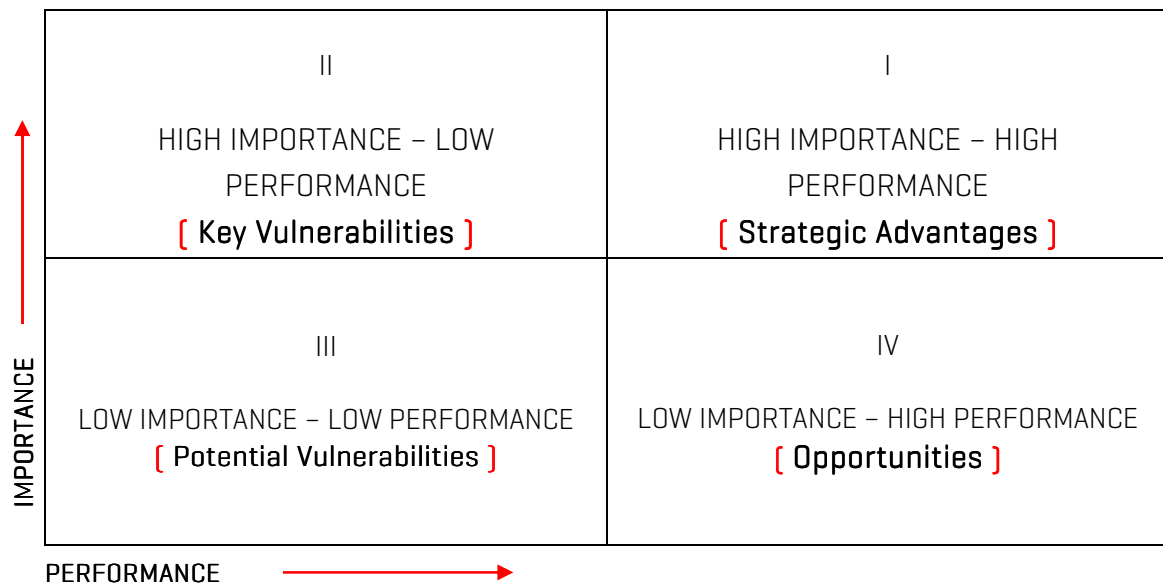 II
HIGH IMPORTANCE – LOW
PERFORMANCE
[ Key Vulnerabilities ]
I
HIGH IMPORTANCE – HIGH
PERFORMANCE
[ Strategic Advantages ]
III
LOW IMPORTANCE – LOW PERFORMANCE
[ Potential Vulnerabilities ]
IV
LOW IMPORTANCE – HIGH PERFORMANCE
[ Opportunities ]
IMPORTANCE
PERFORMANCE